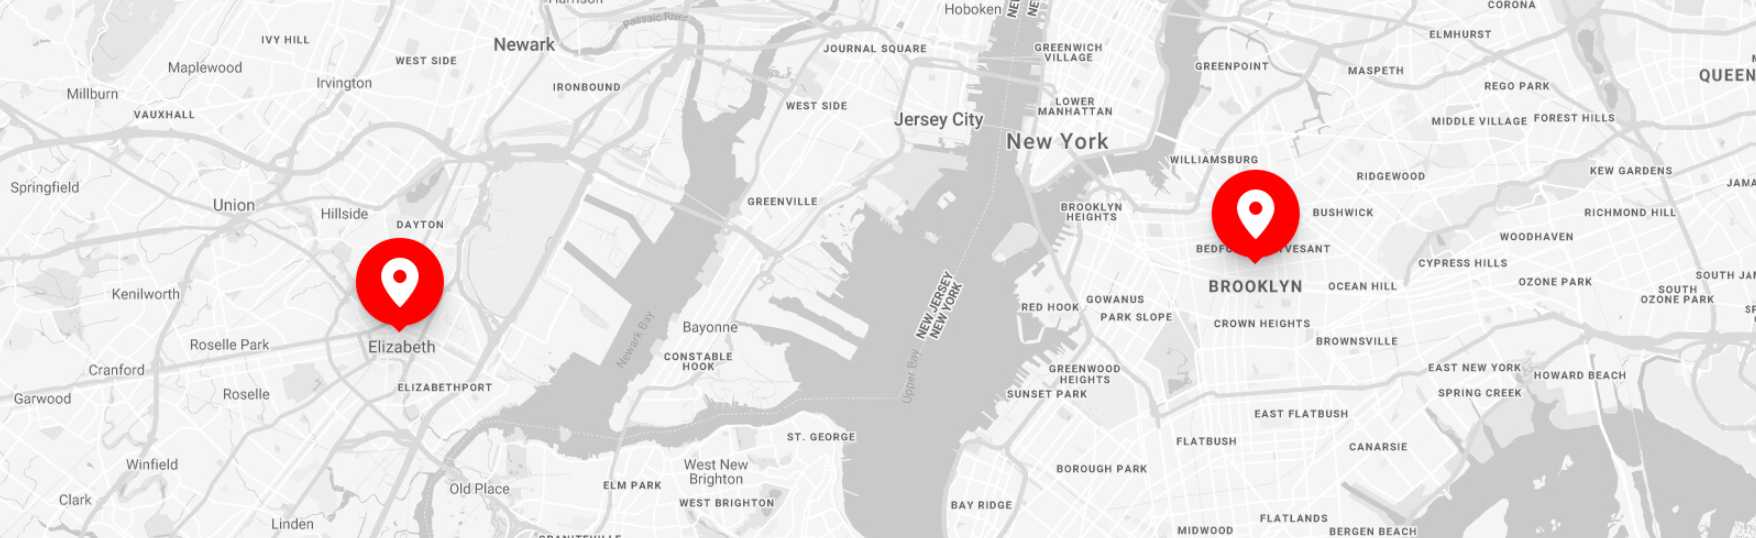 Hoboken
CORONA
Passaic River
IVY HILL
Newark
JOURNAL SQUARE
GREENWICH
VILLAGE
ELMHURST
WEST SIDE
Maplewood
GREENPOINT
MASPETH
Irvington
IRONBOUND
REGO PARK
Millburn
VAUXHALL
WEST SIDE
LOWER
MANHATTAN
Jersey City
MIDDLE VILLAGE
FOREST HILLS
New York
WILLIAMSBURG
KEW GARDENS
RIDGEWOOD
Springfield
Union
GREENVILLE
BROOKLYN
HEIGHTS
BUSHWICK
RICHMOND HILL
Hillside
DAYTON
WOODHAVEN
CYPRESS HILLS
OZONE PARK
BROOKLYN
OCEAN HILL
SOUTH
OZONE PARK
Kenilworth
NEW JERSEY
NEW YORK
RED HOOK
GOWANUS
PARK SLOPE
CROWN HEIGHTS
Bayonne
Newark Bay
Roselle Park
Elizabeth
BROWNSVILLE
CONSTABLE
HOOK
Upper Bay
Cranford
GREENWOOD
HEIGHTS
EAST NEW YORK
HOWARD BEACH
ELIZABETHPORT
Roselle
Garwood
SUNSET PARK
SPRING CREEK
EAST FLATBUSH
ST. GEORGE
FLATBUSH
CANARSIE
Winfield
West New
Brighton
BOROUGH PARK
Old Place
ELM PARK
WEST BRIGHTON
BAY RIDGE
Clark
Linden
FLATLANDS
MIDWOOD
BERGEN BEACH